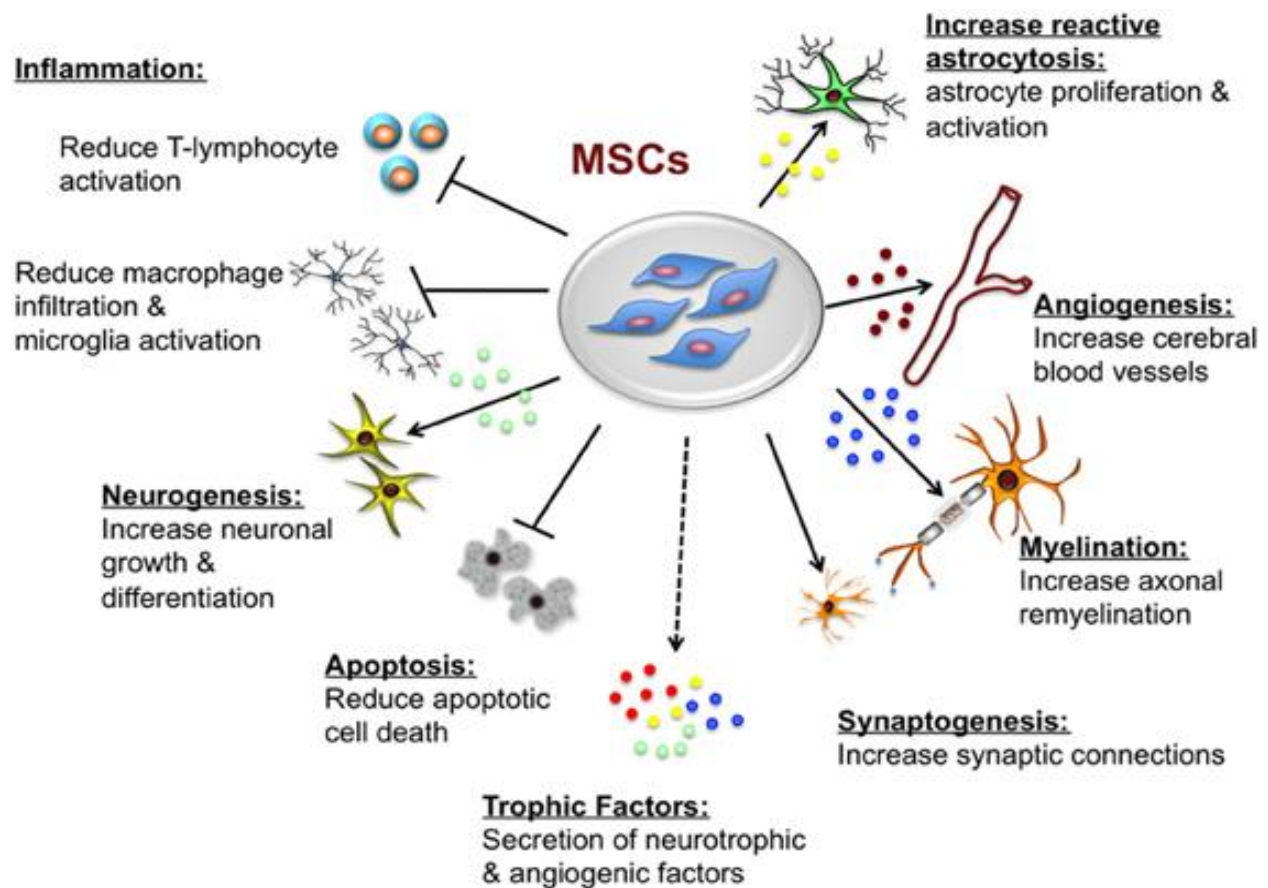 Inflammation:
Reduce T-lymphocyte
activation
Reduce macrophage
infiltration &
microglia activation
Neurogenesis:
Increase neuronal
growth &
differentiation
Apoptosis:
Reduce apoptotic
cell death
Trophic Factors:
Secretion of neurotrophic
& angiogenic factors
MSCs
Increase reactive
astrocytosis:
astrocyte proliferation &
activation
Angiogenesis:
Increase cerebral
blood vessels
Myelination:
Increase axonal
remyelination
Synaptogenesis:
Increase synaptic connections